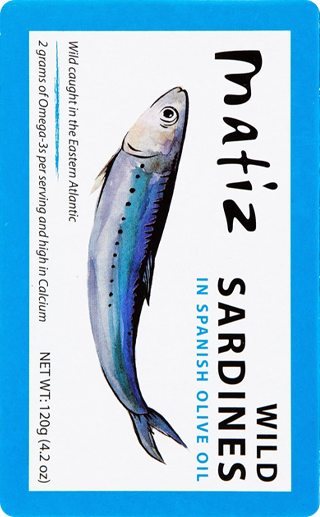 matiz
WILD
SARDINES
IN SPANISH OLIVE OIL
Wild caught in the Eastern Atlantic
2 grams of Omega-3s per serving and high in Calcium
NET WT: 120g (4.2 oz)